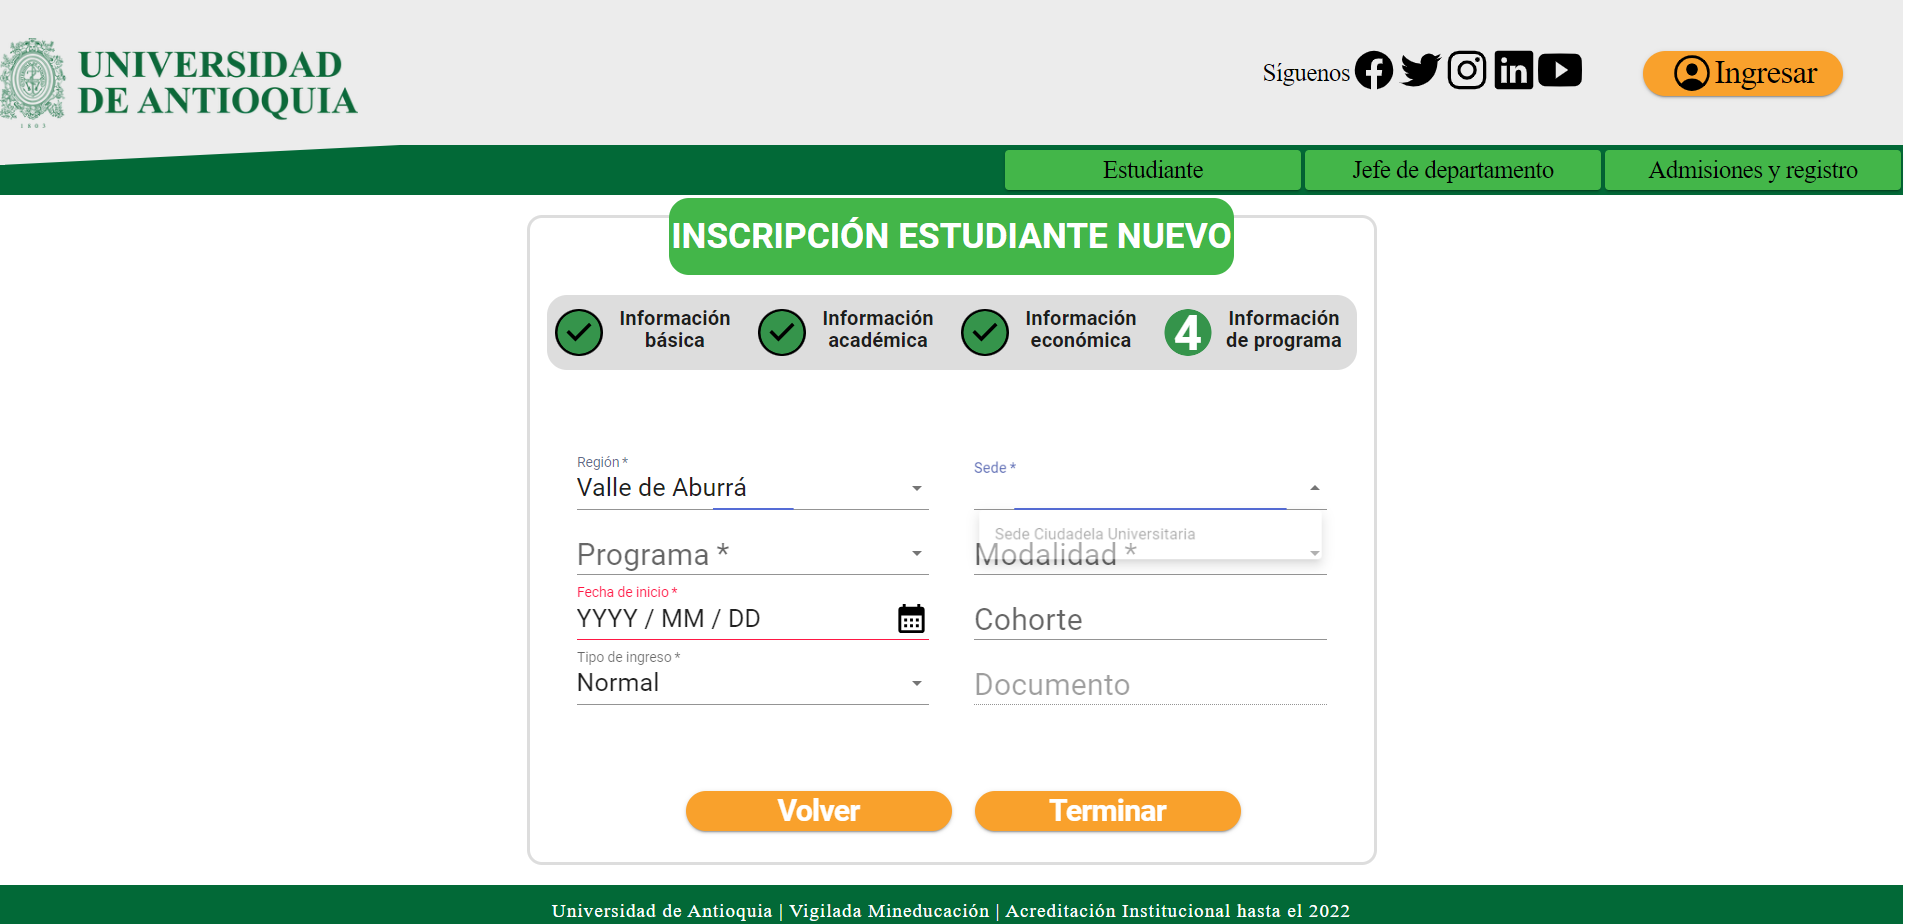 UNIVERSIDAD
DE ANTIOQUIA
1803
Síguenos
Ingresar
Estudiante
Jefe de departamento
Admisiones y registro
INSCRIPCIÓN ESTUDIANTE NUEVO
Información
básica
Información
académica
Información
económica
4
Información
de programa
Región *
Valle de Aburrá
Sede *
Sede Ciudadela Universitaria
Programa *
Modalidad *
Fecha de inicio *
YYYY / MM / DD
Cohorte
Tipo de ingreso *
Normal
Documento
Volver
Terminar
Universidad de Antioquia | Vigilada Mineducación | Acreditación Institucional hasta el 2022